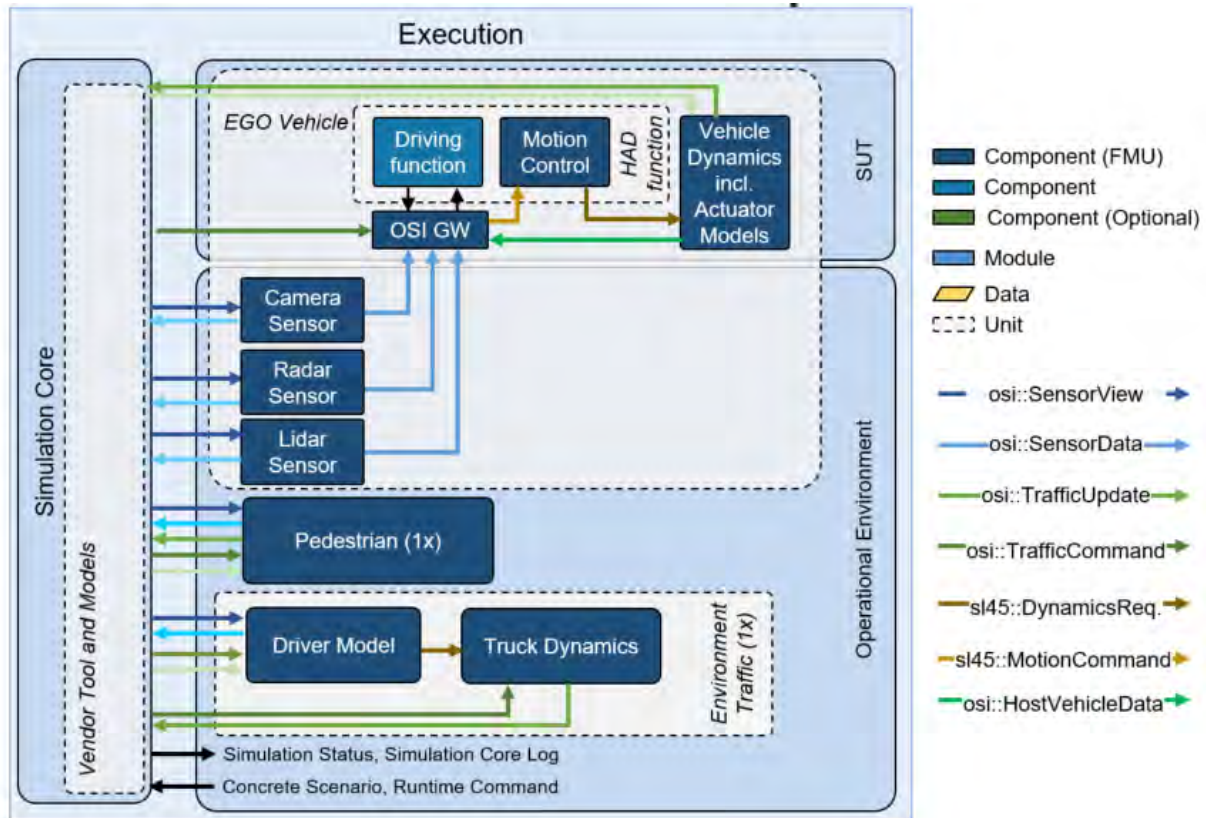 Execution
Simulation Core
Vendor Tool and Models
EGO Vehicle
Driving
function
Motion
Control
HAD
function
Vehicle
Dynamics
incl.
Actuator
Models
SUT
OSI GW
Camera
Sensor
Radar
Sensor
Lidar
Sensor
Operational Environment
Pedestrian (1x)
Driver Model
Truck Dynamics
Environment
Traffic (1x)
Simulation Status, Simulation Core Log
Concrete Scenario, Runtime Command
Component (FMU)
Component
Component (Optional)
Module
Data
Unit
osi::SensorView
osi::SensorData
osi::TrafficUpdate
osi::TrafficCommand
sl45::DynamicsReq.
sl45::MotionCommand
osi::HostVehicleData